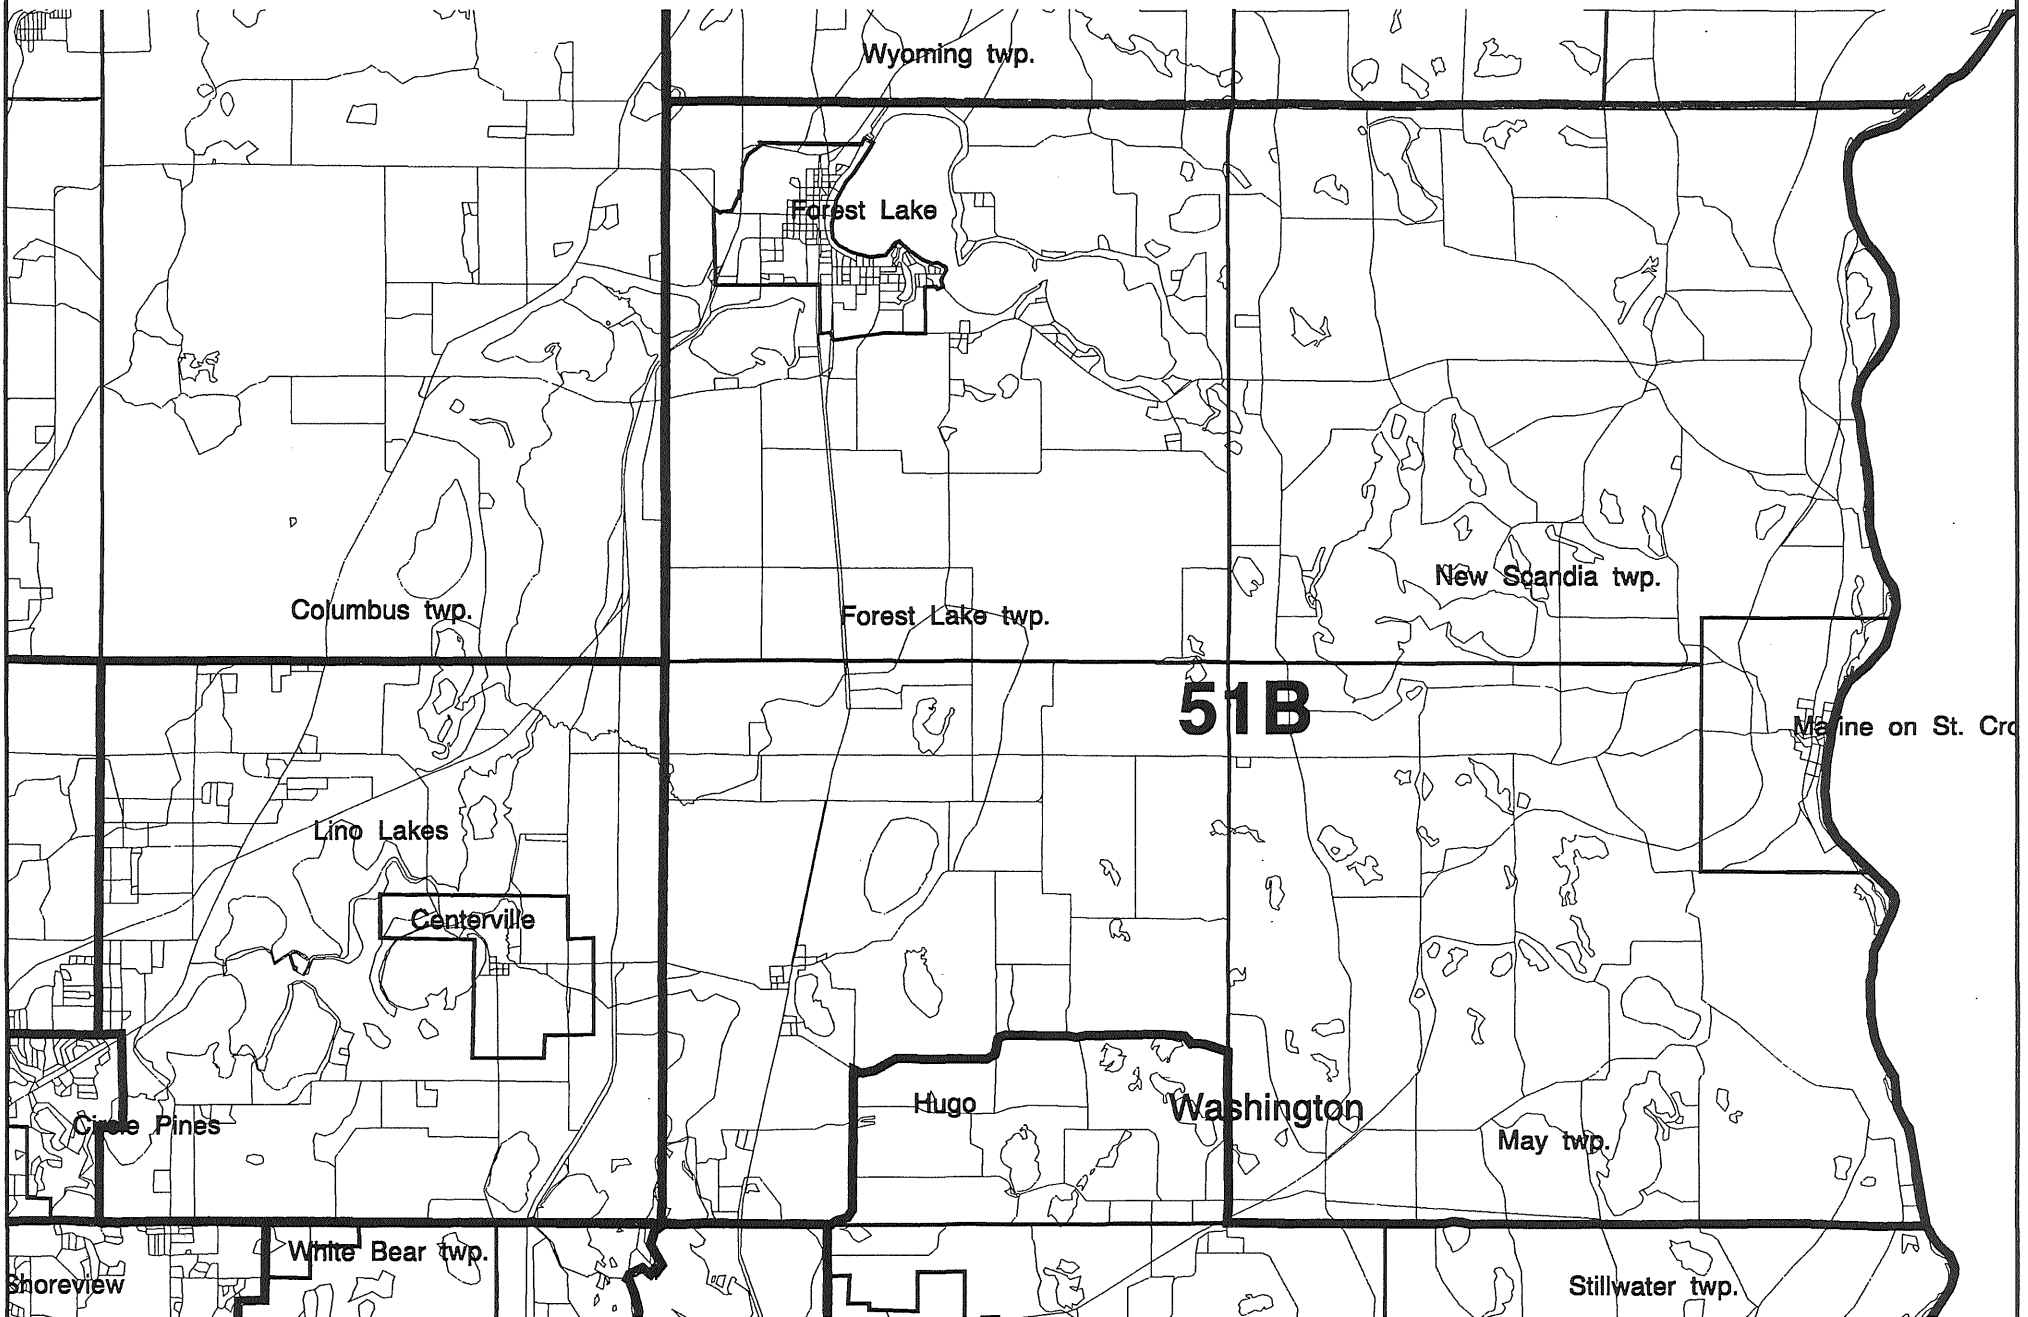 Wyoming twp.
Forest Lake
New Scandia twp.
Columbus twp.
Forest Lake twp.
51B
Marine on St. Cro
Lino Lakes
Centerville
Hugo
Washington
Circle Pines
May twp.
White Bear twp.
Shoreview
Stillwater twp.